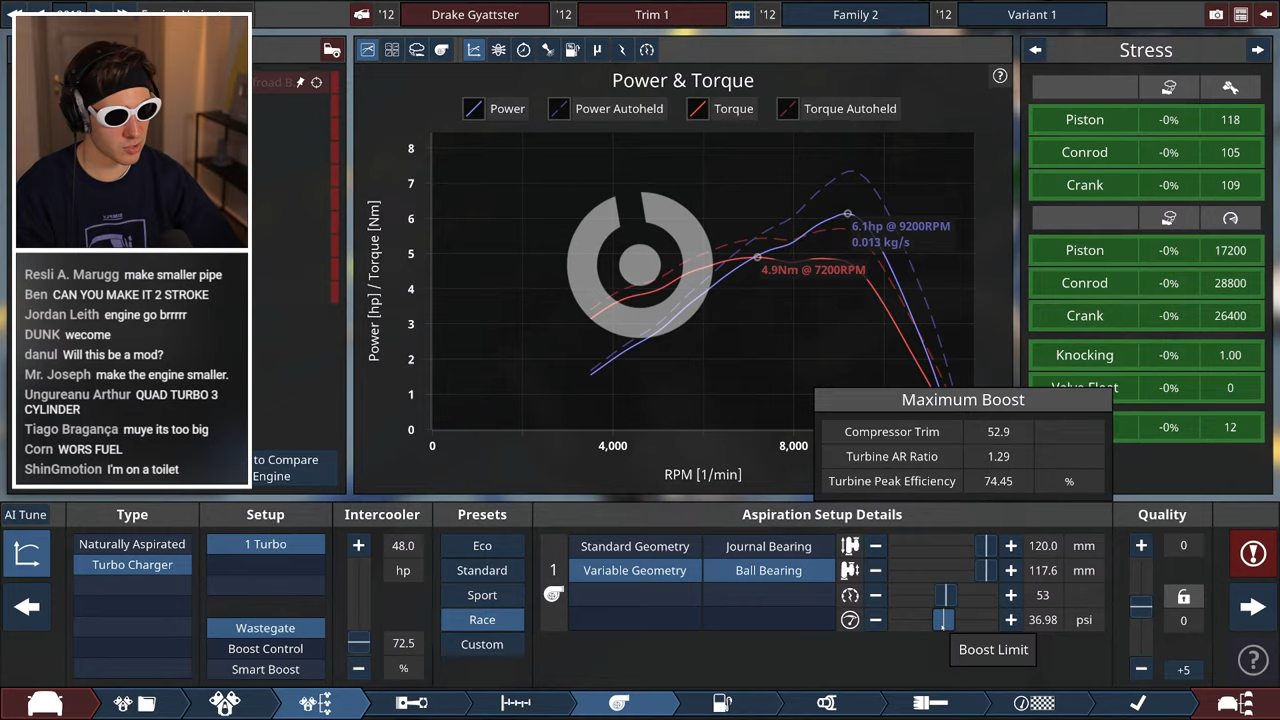 '12
Drake Gyattster
'12
Trim 1
'12
Family 2
'12
Variant 1
Resli A. Marugg make smaller pipe
Ben CAN YOU MAKE IT 2 STROKE
Jordan Leith engine go brrrrr
DUNK wecome
danul Will this be a mod?
Mr. Joseph make the engine smaller.
Ungureanu Arthur QUAD TURBO 3
CYLINDER
Tiago Bragança muye its too big
Corn WORS FUEL
ShinGmotion I'm on a toilet
to Compare
Engine
Power & Torque
Power
Power Autoheld
Torque
Torque Autoheld
Power [hp] / Torque [Nm]
8
7
6
5
4
3
2
1
0
0
4,000
8,000
RPM [1/min]
6.1hp @ 9200RPM
0.013 kg/s
4.9Nm @ 7200RPM
Maximum Boost
Compressor Trim 52.9
Turbine AR Ratio 1.29
Turbine Peak Efficiency 74.45 %
Stress
Piston -0% 118
Conrod -0% 105
Crank -0% 109
Piston -0% 17200
Conrod -0% 28800
Crank -0% 26400
Knocking -0% 1.00
Valve Float -0% 0
-0% 12
AI Tune
Type
Naturally Aspirated
Turbo Charger
Setup
1 Turbo
Wastegate
Boost Control
Smart Boost
Intercooler
+ 48.0
hp
72.5
− %
Presets
Eco
Standard
Sport
Race
Custom
Aspiration Setup Details
1
Standard Geometry
Journal Bearing
Variable Geometry
Ball Bearing
− + 120.0 mm
− + 117.6 mm
− + 53
− + 36.98 psi
Boost Limit
Quality
+ 0
0
− +5